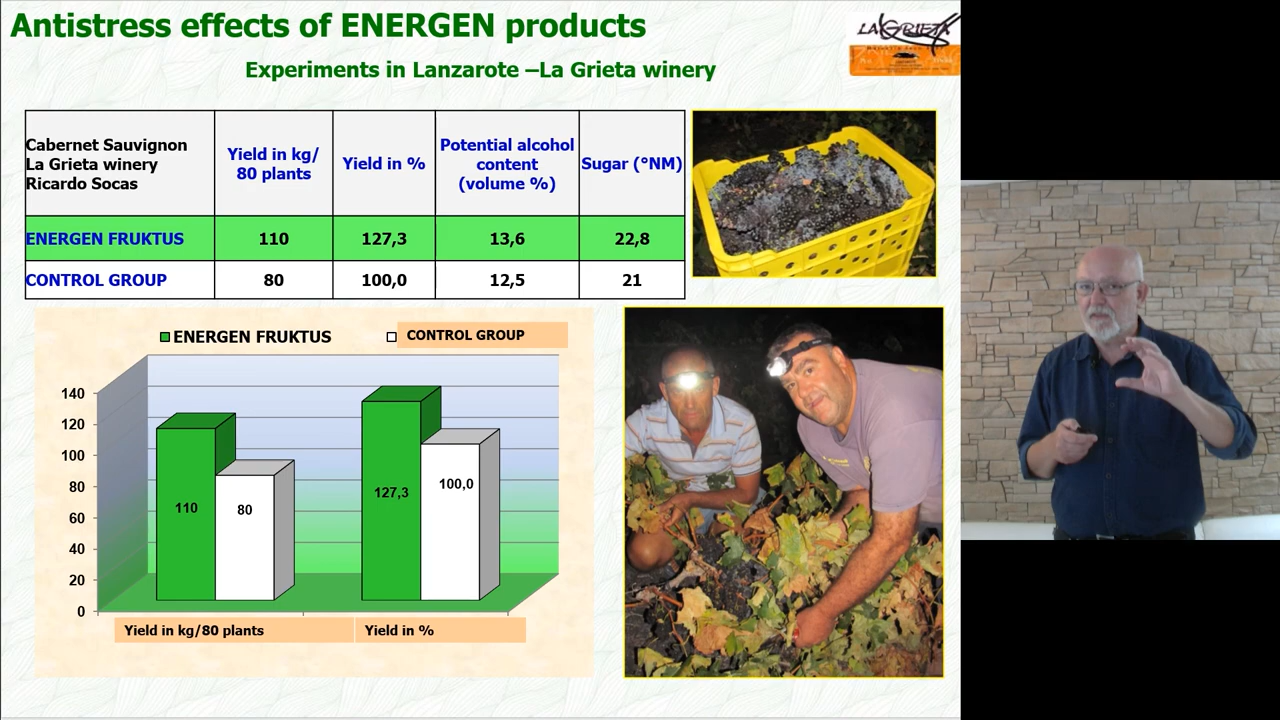 Antistress effects of ENERGEN products
Experiments in Lanzarote –La Grieta winery
LA GRIETA
Cabernet Sauvignon
La Grieta winery
Ricardo Socas
Yield in kg/
80 plants
Yield in %
Potential alcohol
content
(volume %)
Sugar (°NM)
ENERGEN FRUKTUS
110
127,3
13,6
22,8
CONTROL GROUP
80
100,0
12,5
21
ENERGEN FRUKTUS
CONTROL GROUP
140
120
100
80
60
40
20
0
110
80
127,3
100,0
Yield in kg/80 plants
Yield in %